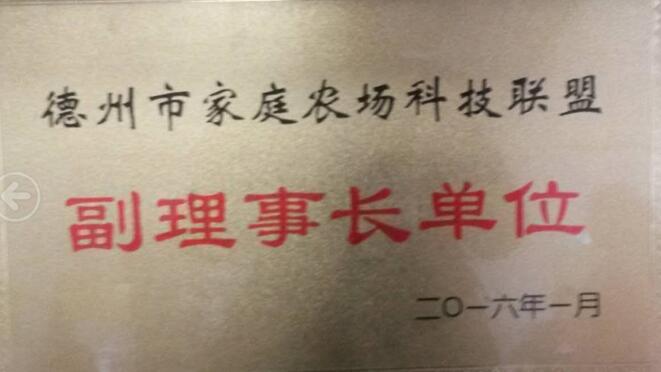 德州市家庭农场科技联盟
副理事长单位
二〇一六年一月